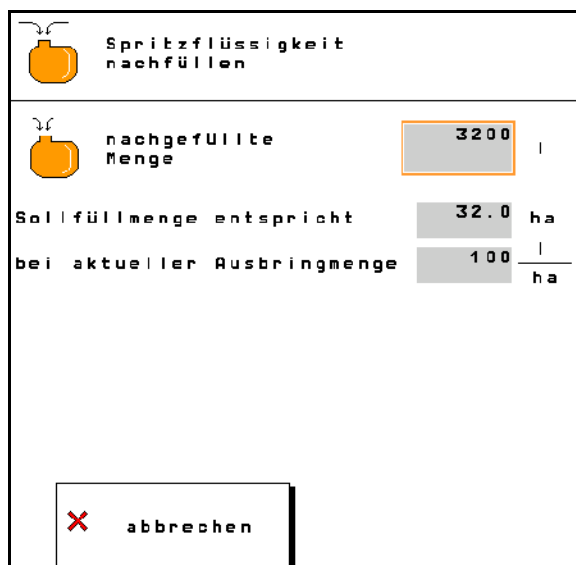 Spritzflüssigkeit
nachfüllen
nachgefüllte
Menge
3200 l
Sollfüllmenge entspricht 32.0 ha
bei aktueller Ausbringmenge 100 l
ha
abbrechen